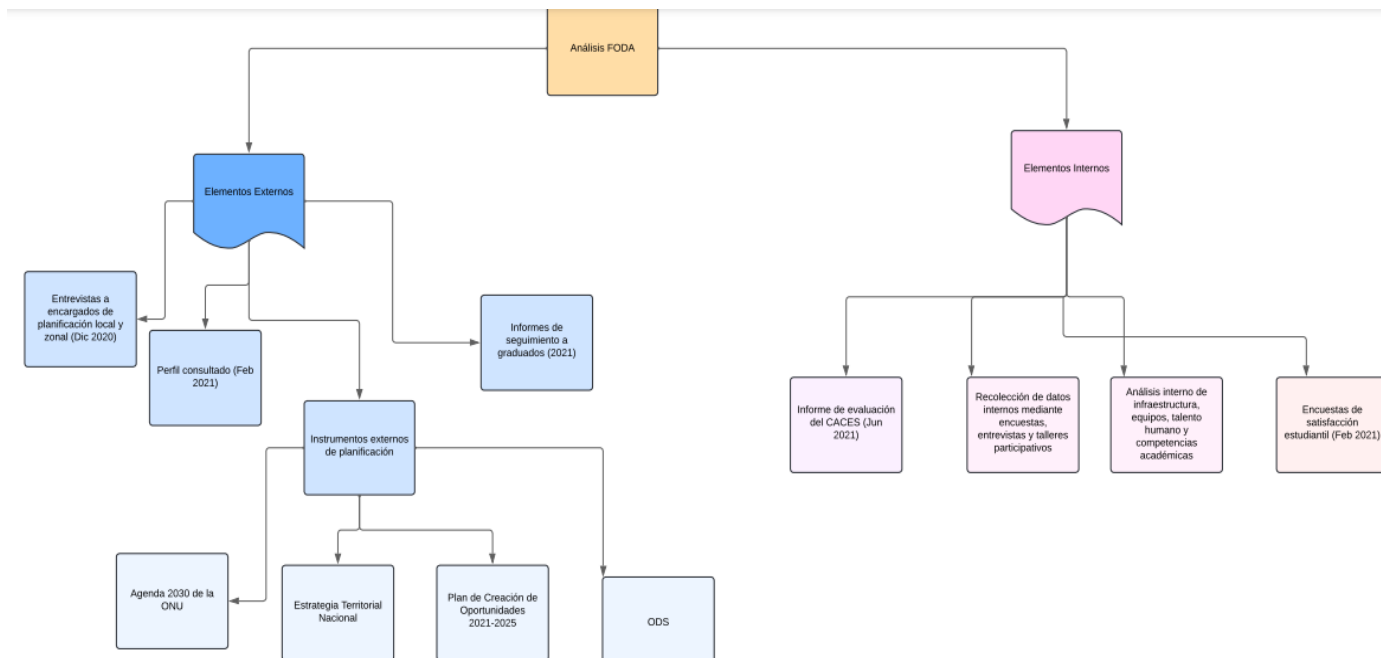 Análisis FODA
Elementos Externos
Elementos Internos
Entrevistas a
encargados de
planificación local y
zonal (Dic 2020)
Perfil consultado (Feb
2021)
Informes de
seguimiento a
graduados (2021)
Instrumentos externos
de planificación
Informe de evaluación
del CACES (Jun
2021)
Recolección de datos
internos mediante
encuestas,
entrevistas y talleres
participativos
Análisis interno de
infraestructura,
equipos, talento
humano y
competencias
académicas
Encuestas de
satisfacción
estudiantil (Feb 2021)
Agenda 2030 de la
ONU
Estrategia Territorial
Nacional
Plan de Creación de
Oportunidades
2021-2025
ODS